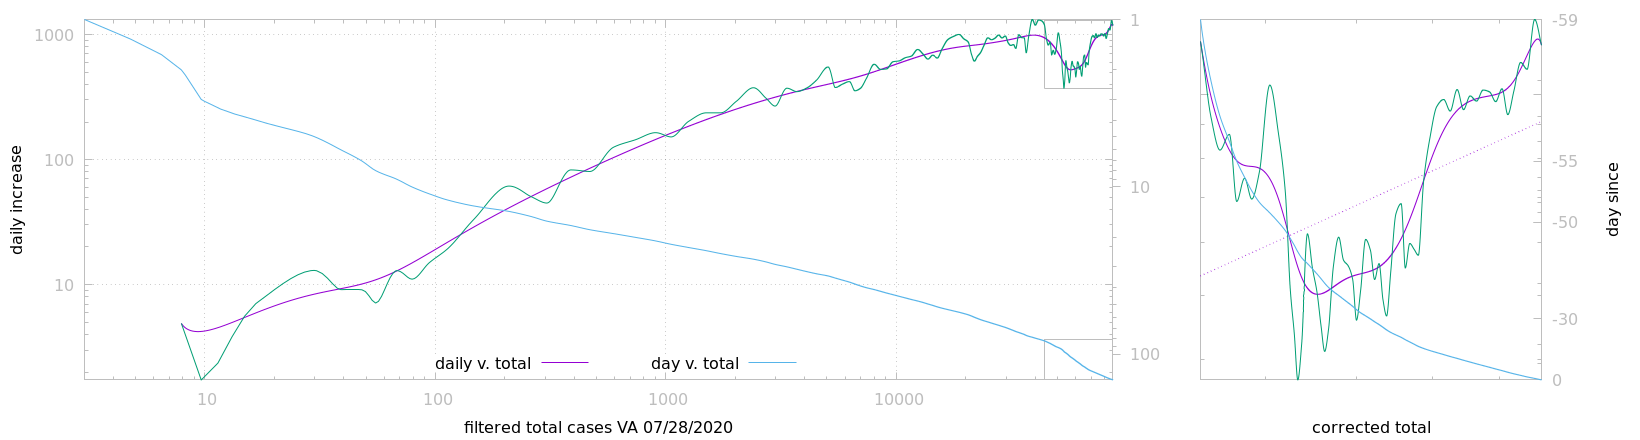 1000
100
10
daily increase
10
100
1000
10000
filtered total cases VA 07/28/2020
daily v. total
day v. total
1
10
100
-59
-55
-50
-30
0
day since
corrected total